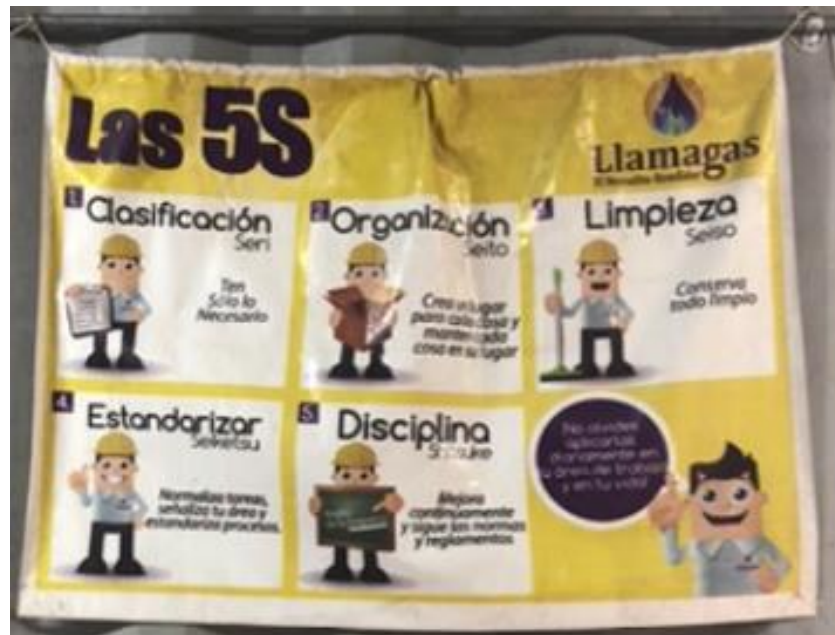 Las 5S
Llamagas
1. Clasificación
Seiri
Ten
Sólo lo
Necesario
2. Organización
Seito
Crea un lugar
para cada cosa y
mantén cada
cosa en su lugar
3. Limpieza
Seiso
Conserva
todo limpio
4. Estandarizar
Seiketsu
Normaliza tareas,
señaliza tu área y
estandariza procesos.
5. Disciplina
Shitsuke
Mejora
continuamente
y sigue las normas
y reglamentos
No olvides
aplicarlas
diariamente en
tu área de trabajo
y en tu vida!